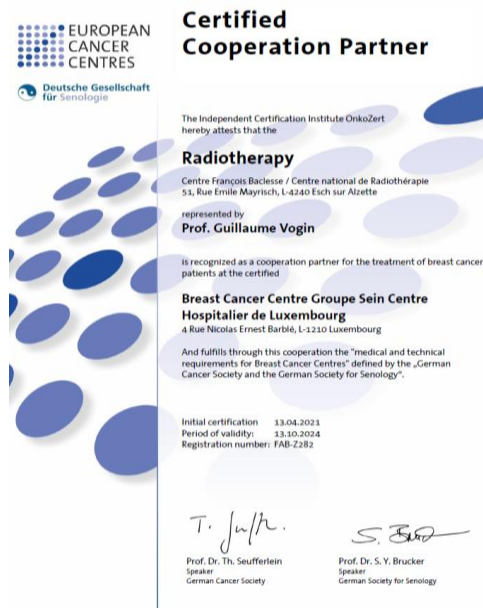 EUROPEAN
CANCER
CENTRES
Deutsche Gesellschaft
für Senologie
Certified
Cooperation Partner
The Independent Certification Institute OnkoZert
hereby attests that the
Radiotherapy
Centre François Baclesse / Centre national de Radiothérapie
51, Rue Emile Mayrisch, L-4240 Esch sur Alzette
represented by
Prof. Guillaume Vogin
is recognized as a cooperation partner for the treatment of breast cancer
patients at the certified
Breast Cancer Centre Groupe Sein Centre
Hospitalier de Luxembourg
4 Rue Nicolas Ernest Barblé, L-1210 Luxembourg
And fulfills through this cooperation the "medical and technical
requirements for Breast Cancer Centres" defined by the „German
Cancer Society and the German Society for Senology".
Initial certification 13.04.2021
Period of validity: 13.10.2024
Registration number: FAB-Z282
Prof. Dr. Th. Seufferlein
Speaker
German Cancer Society
Prof. Dr. S. Y. Brucker
Speaker
German Society for Senology